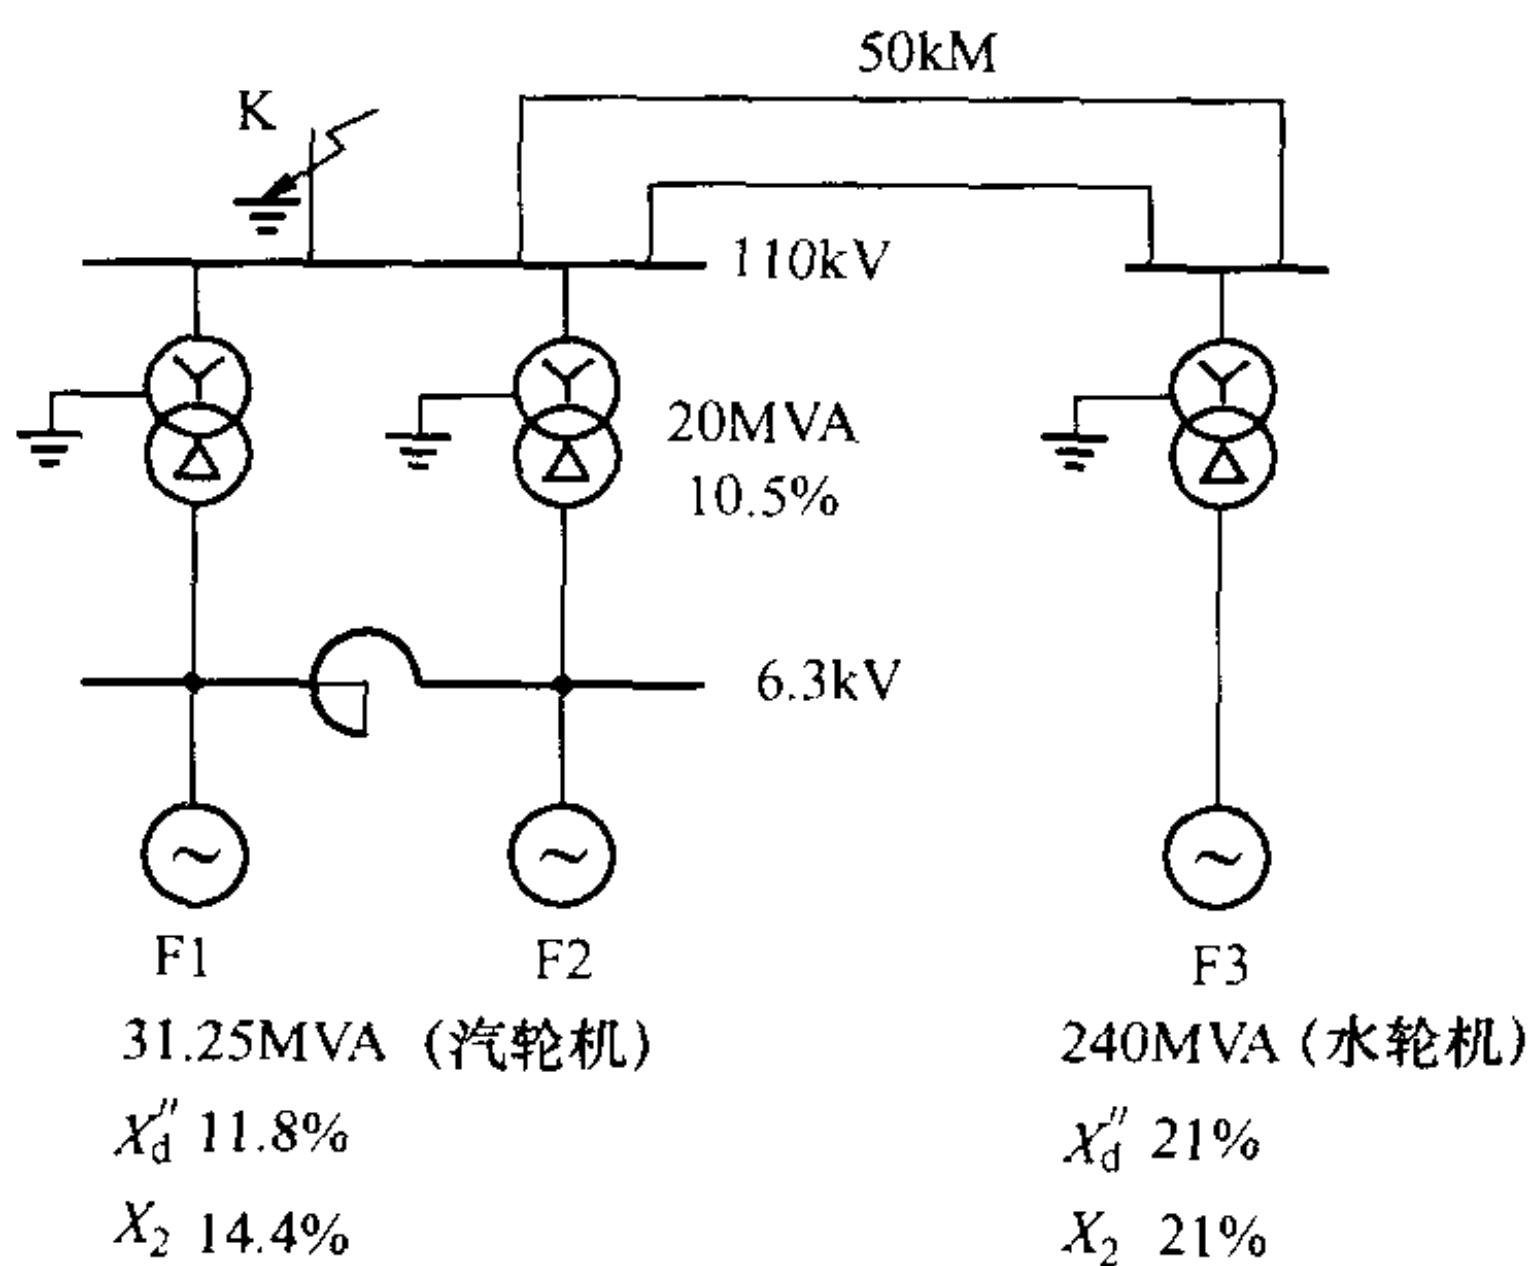 50kM
K
110kV
20MVA
10.5%
6.3kV
F1
F2
F3
31.25MVA (汽轮机)
240MVA (水轮机)
X″d 11.8%
X″d 21%
X2 14.4%
X2 21%